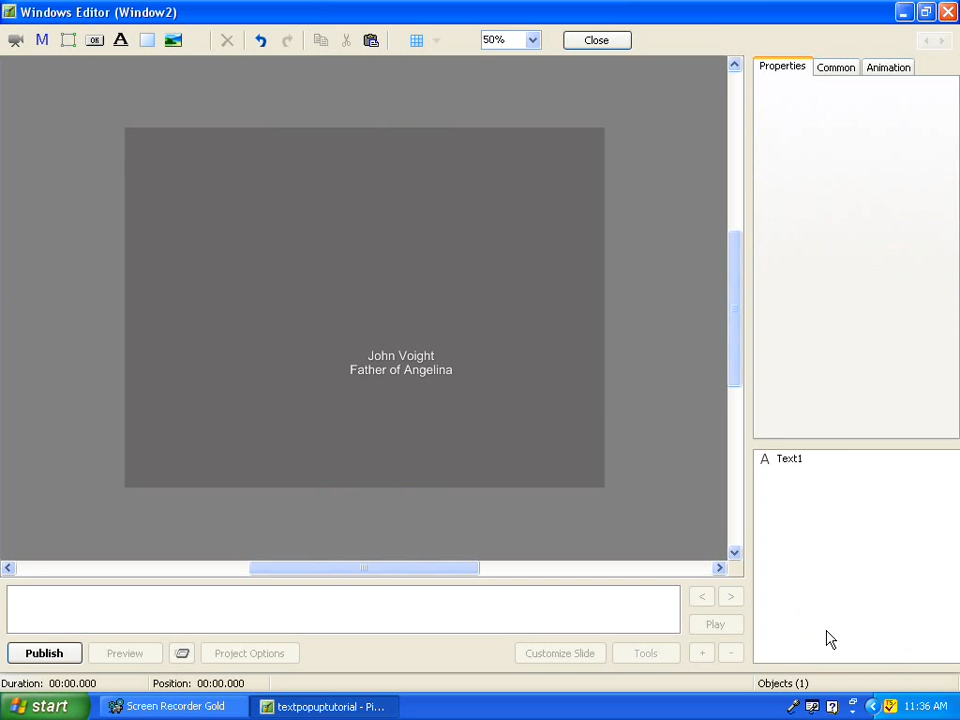 Windows Editor (Window2)
M
OK
A
50%
Close
Properties
Common
Animation
John Voight
Father of Angelina
A Text1
< >
Play
Publish
Preview
Project Options
Customize Slide
Tools
+ -
Duration: 00:00.000
Position: 00:00.000
Objects (1)
start
Screen Recorder Gold
textpopuptutorial - Pi...
11:36 AM